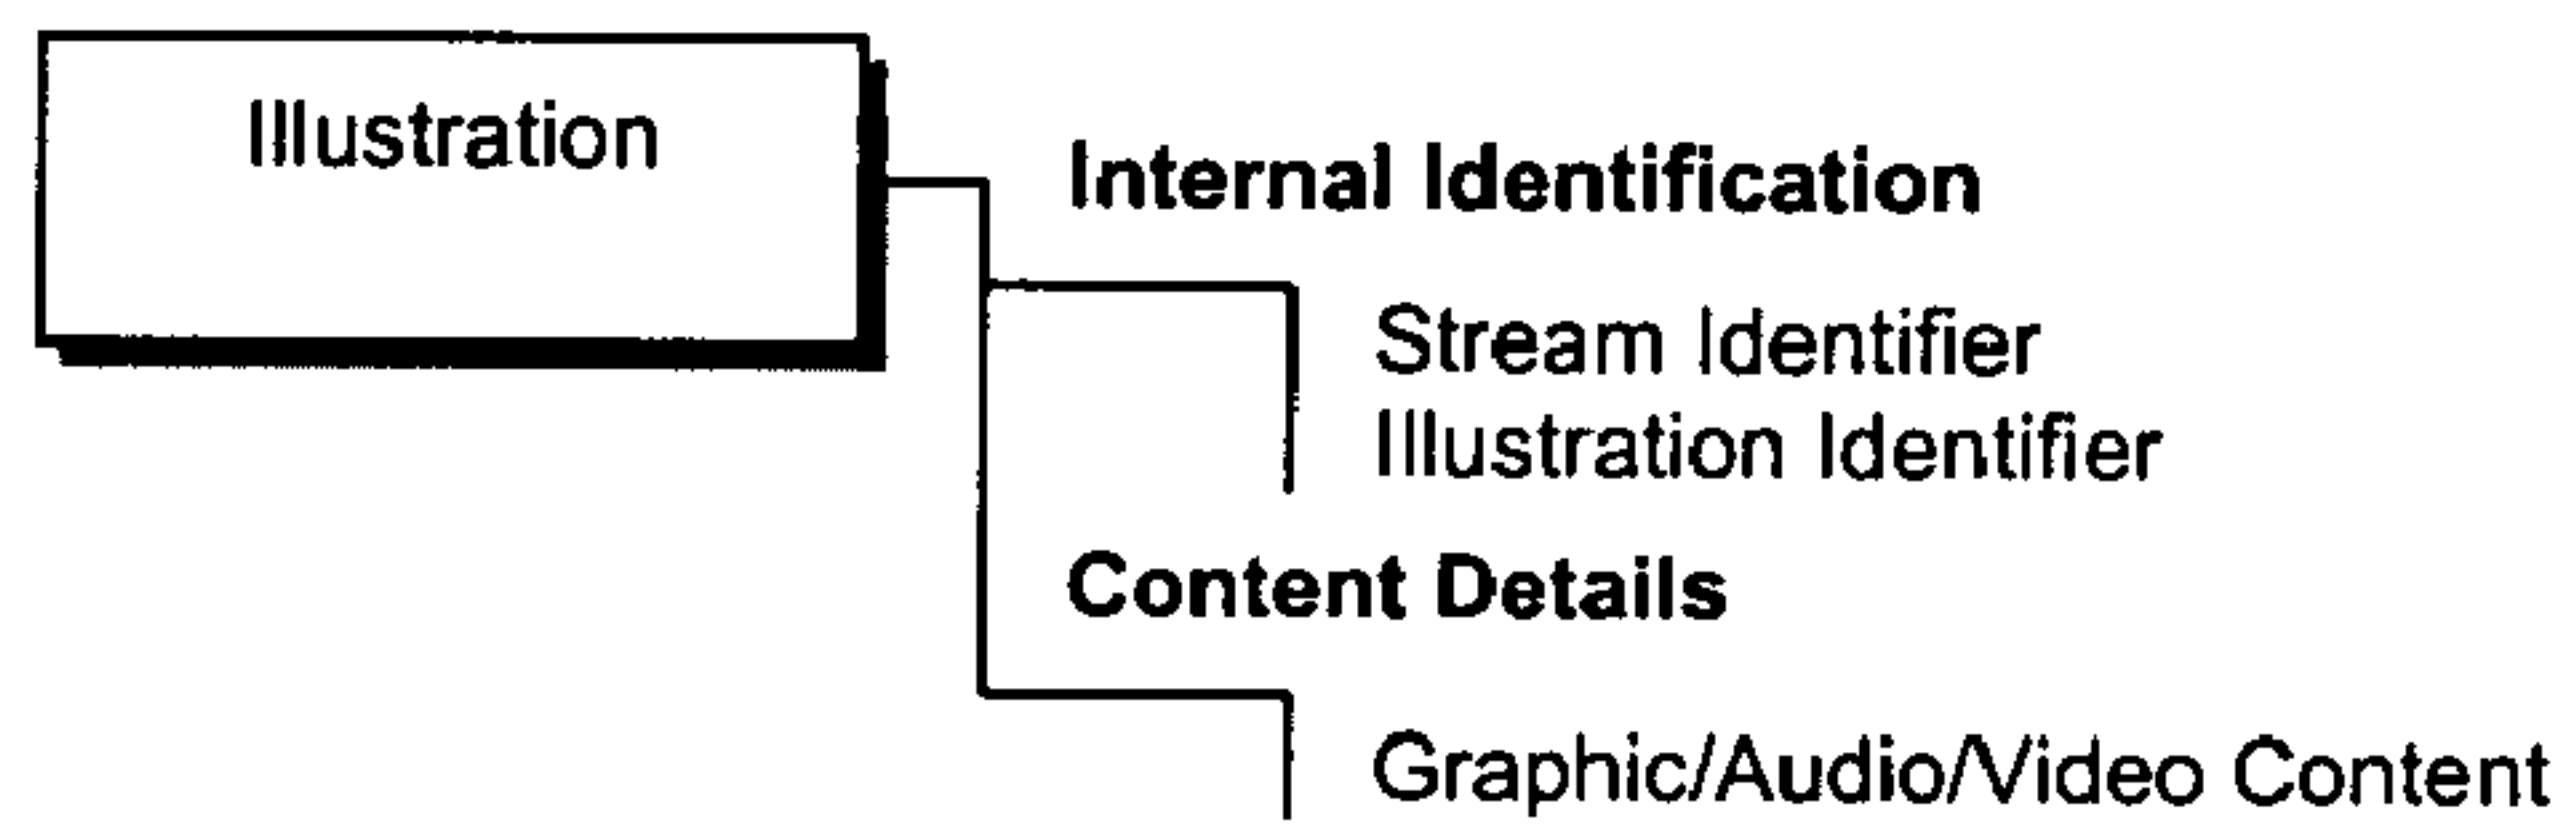 Illustration
Internal Identification
Stream Identifier
Illustration Identifier
Content Details
Graphic/Audio/Video Content